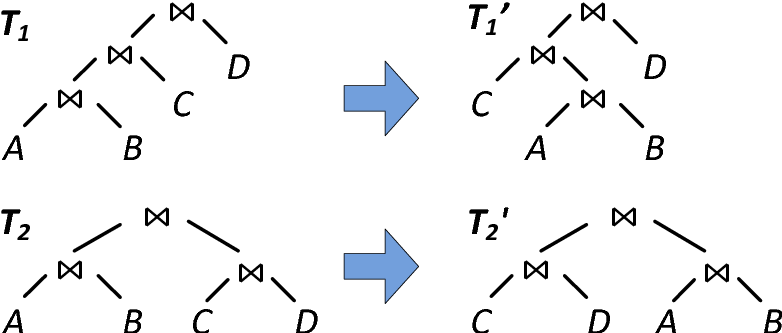 T₁ ⋈ T₁′ ⋈
⋈ D ⋈ D
⋈ C C ⋈
A B A B
T₂ ⋈ T₂' ⋈
⋈ ⋈ ⋈ ⋈
A B C D C D A B